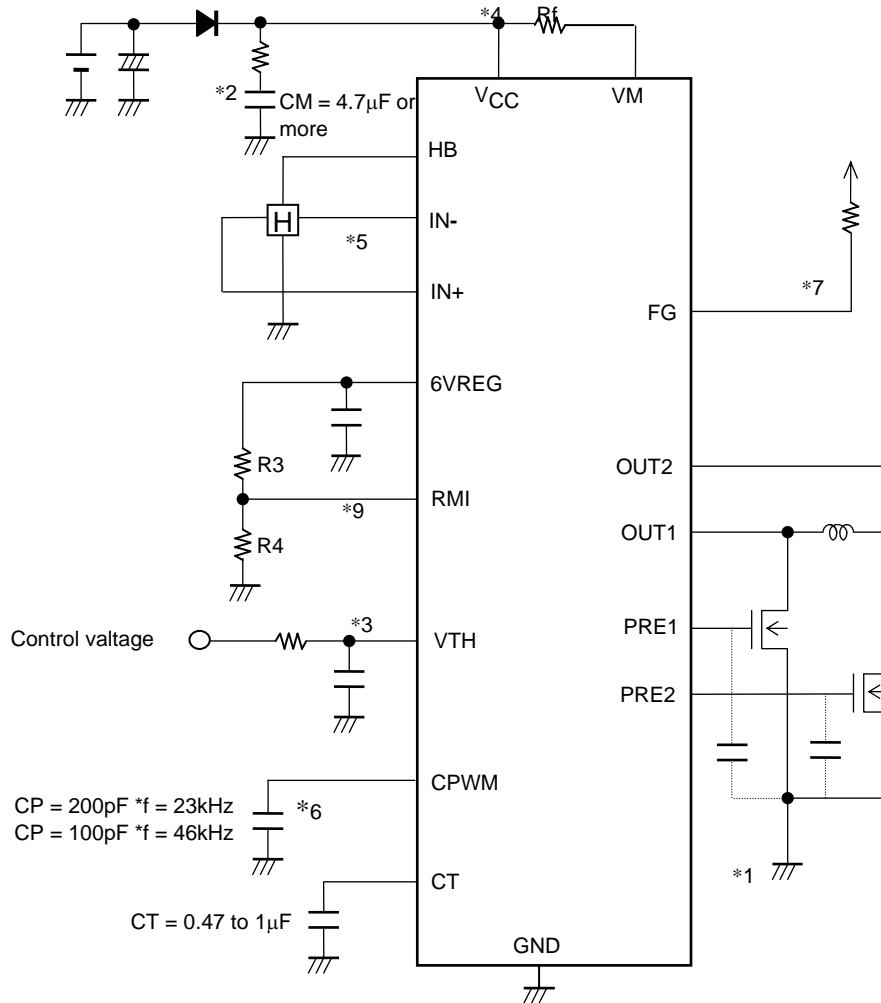 *4 Rf
VCC VM
*2 CM = 4.7μF or
more
HB
H
IN-
*5
IN+
*7
FG
6VREG
R3
OUT2
RMI
*9
R4
OUT1
Control valtage
*3
VTH
PRE1
PRE2
CPWM
CP = 200pF *f = 23kHz
*6
CP = 100pF *f = 46kHz
CT
*1
CT = 0.47 to 1μF
GND